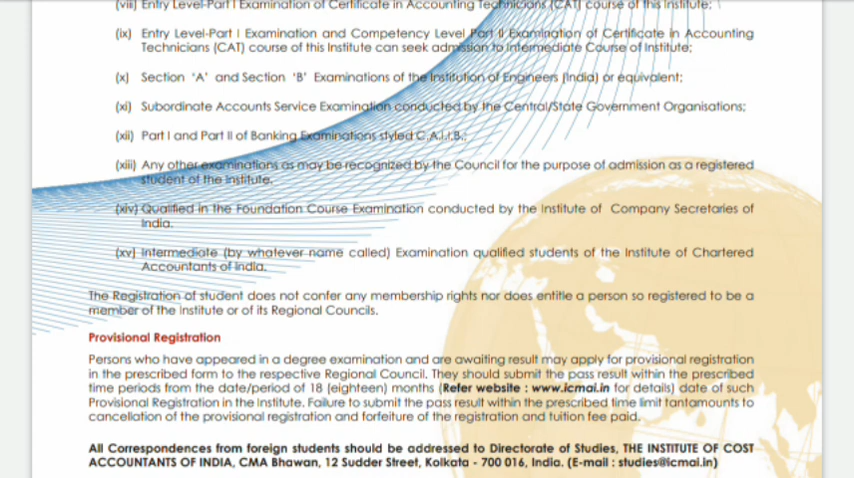 (viii) Entry Level-Part I Examination of Certificate in Accounting Technicians (CAT) course of this Institute;
(ix) Entry Level-Part I Examination and Competency Level Part II Examination of Certificate in Accounting
Technicians (CAT) course of this Institute can seek admission to Intermediate Course of Institute;
(x) Section 'A' and Section 'B' Examinations of the Institution of Engineers (India) or equivalent;
(xi) Subordinate Accounts Service Examination conducted by the Central/State Government Organisations;
(xii) Part I and Part II of Banking Examinations styled C.A.I.I.B.;
(xiii) Any other examinations as may be recognized by the Council for the purpose of admission as a registered
student of the Institute.
(xiv) Qualified in the Foundation Course Examination conducted by the Institute of Company Secretaries of
India.
(xv) Intermediate (by whatever name called) Examination qualified students of the Institute of Chartered
Accountants of India.
The Registration of student does not confer any membership rights nor does entitle a person so registered to be a
member of the Institute or of its Regional Councils.
Provisional Registration
Persons who have appeared in a degree examination and are awaiting result may apply for provisional registration
in the prescribed form to the respective Regional Council. They should submit the pass result within the prescribed
time periods from the date/period of 18 (eighteen) months (Refer website : www.icmai.in for details) date of such
Provisional Registration in the Institute. Failure to submit the pass result within the prescribed time limit tantamounts to
cancellation of the provisional registration and forfeiture of the registration and tuition fee paid.
All Correspondences from foreign students should be addressed to Directorate of Studies, THE INSTITUTE OF COST
ACCOUNTANTS OF INDIA, CMA Bhawan, 12 Sudder Street, Kolkata - 700 016, India. (E-mail : studies@icmai.in)